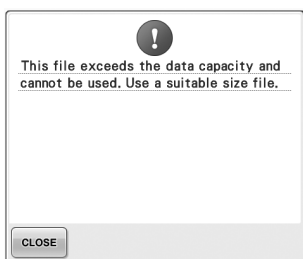 This file exceeds the data capacity and
cannot be used. Use a suitable size file.
CLOSE